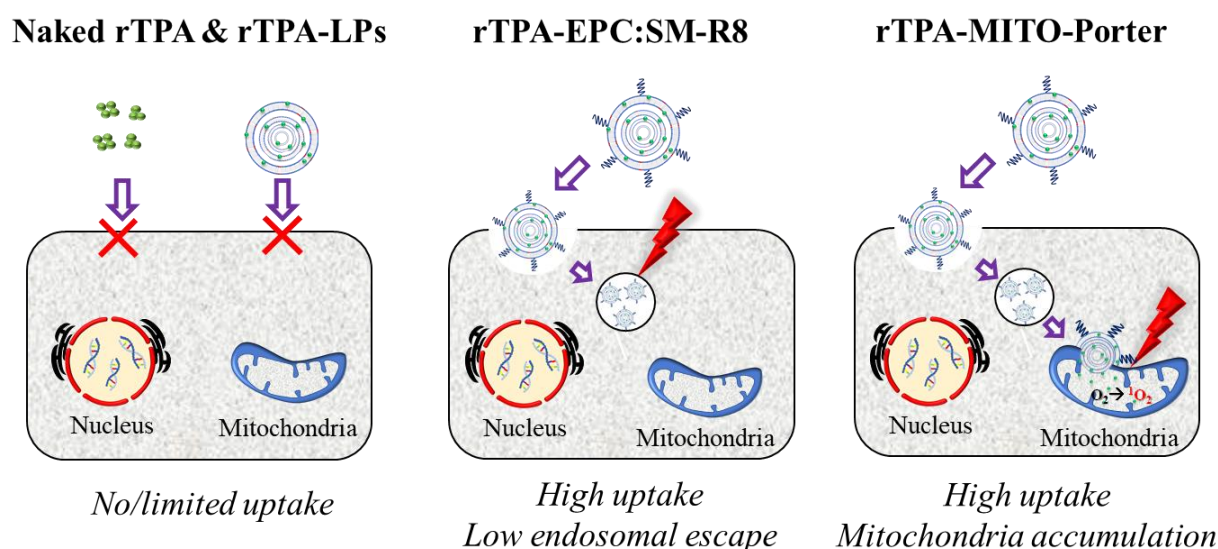 Naked rTPA & rTPA-LPs
rTPA-EPC:SM-R8
rTPA-MITO-Porter
Nucleus
Mitochondria
Nucleus
Mitochondria
O₂→ ¹O₂
Nucleus
Mitochondria
No/limited uptake
High uptake
Low endosomal escape
High uptake
Mitochondria accumulation